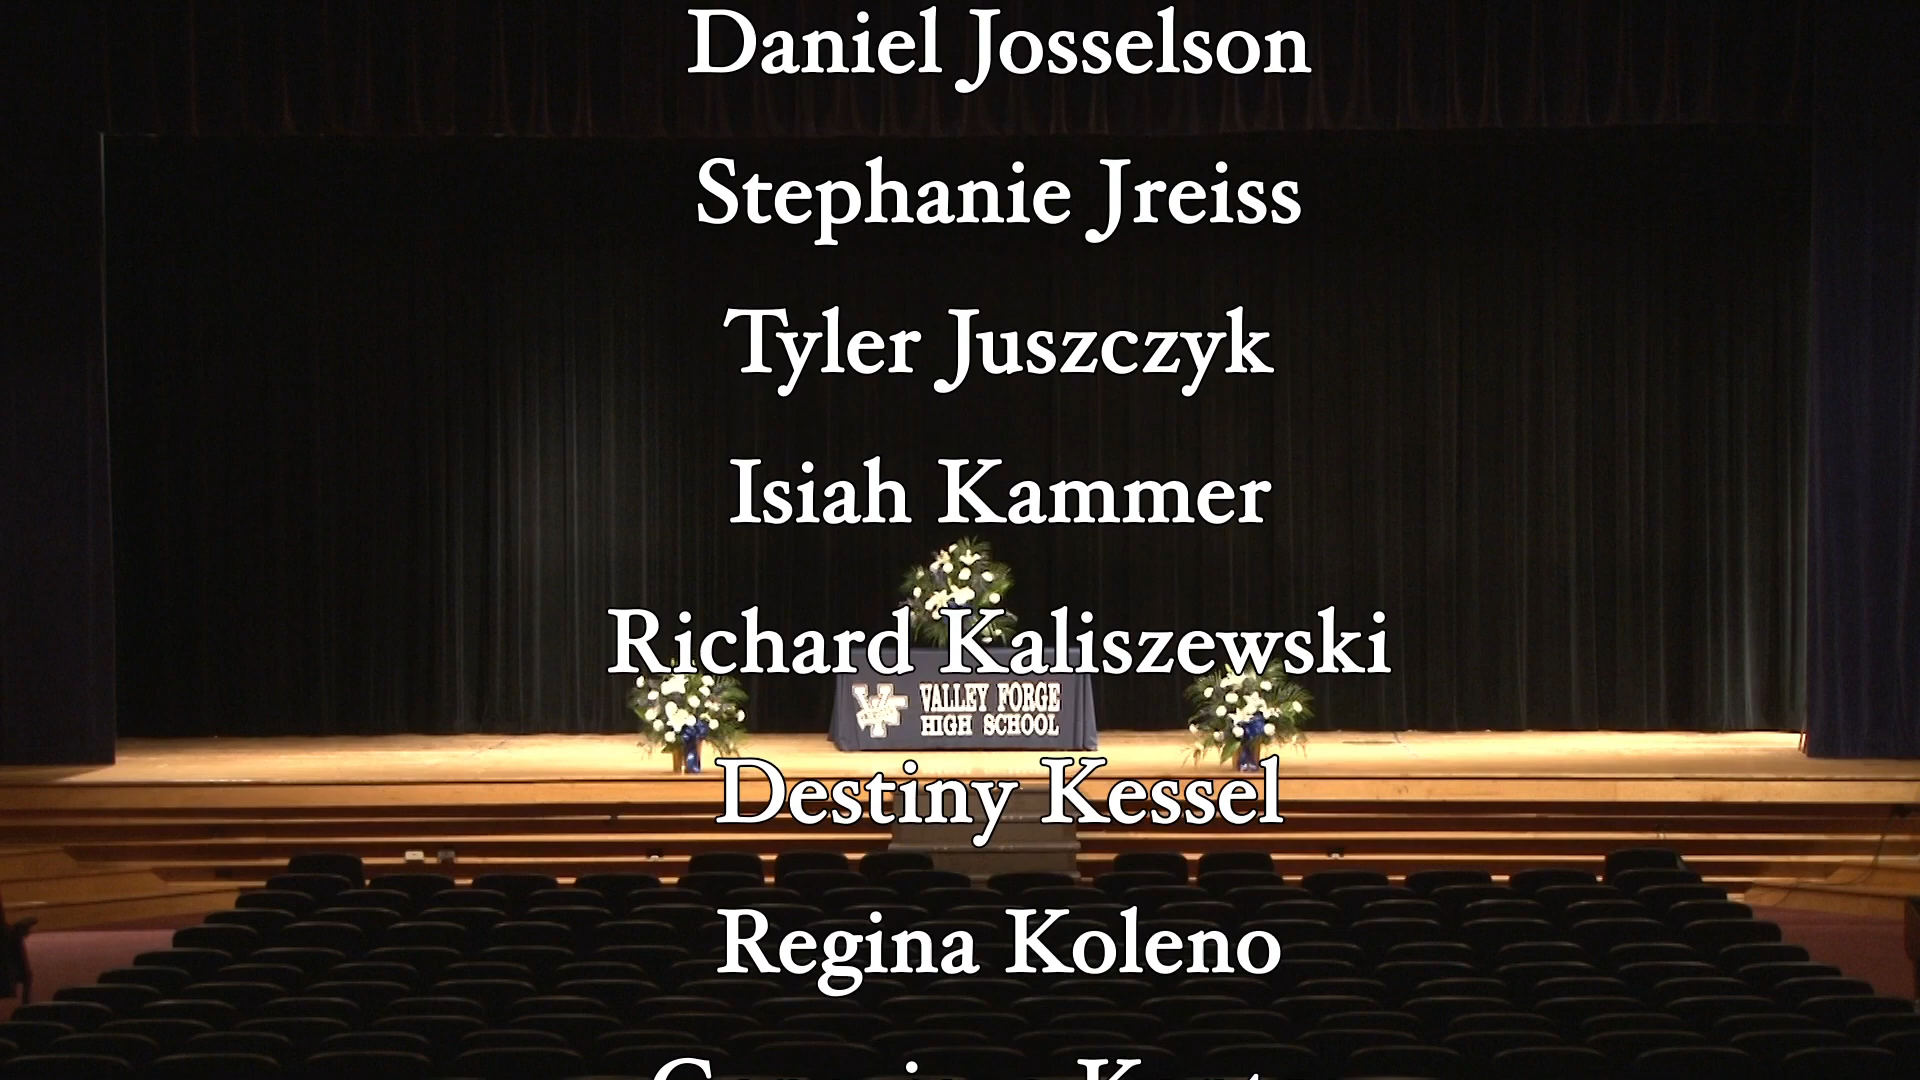 Daniel Josselson
Stephanie Jreiss
Tyler Juszczyk
Isiah Kammer
Richard Kaliszewski
VALLEY FORGE
HIGH SCHOOL
Destiny Kessel
Regina Koleno